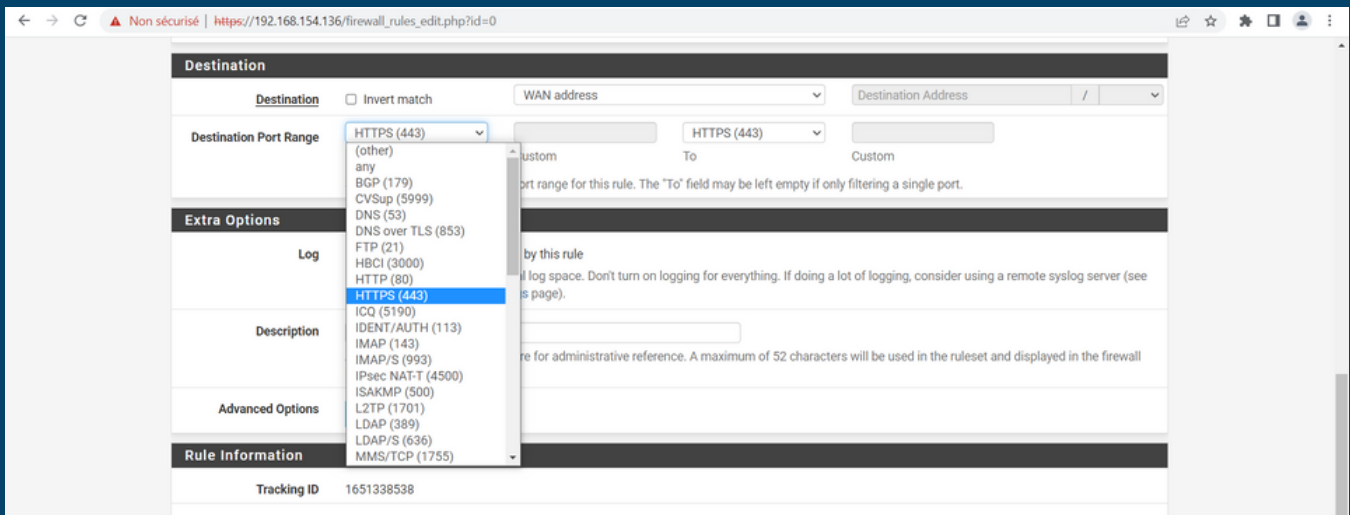 Non sécurisé | https://192.168.154.136/firewall_rules_edit.php?id=0
Destination
Destination Invert match WAN address Destination Address /
Destination Port Range HTTPS (443) HTTPS (443)
(other) ustom To Custom
any
BGP (179) ort range for this rule. The "To" field may be left empty if only filtering a single port.
CVSup (5999)
DNS (53)
Extra Options
DNS over TLS (853)
FTP (21)
Log by this rule
HBCI (3000)
HTTP (80) l log space. Don't turn on logging for everything. If doing a lot of logging, consider using a remote syslog server (see
HTTPS (443) s page).
ICQ (5190)
Description IDENT/AUTH (113)
IMAP (143)
IMAP/S (993) re for administrative reference. A maximum of 52 characters will be used in the ruleset and displayed in the firewall
IPsec NAT-T (4500)
ISAKMP (500)
Advanced Options L2TP (1701)
LDAP (389)
LDAP/S (636)
Rule Information MMS/TCP (1755)
Tracking ID 1651338538